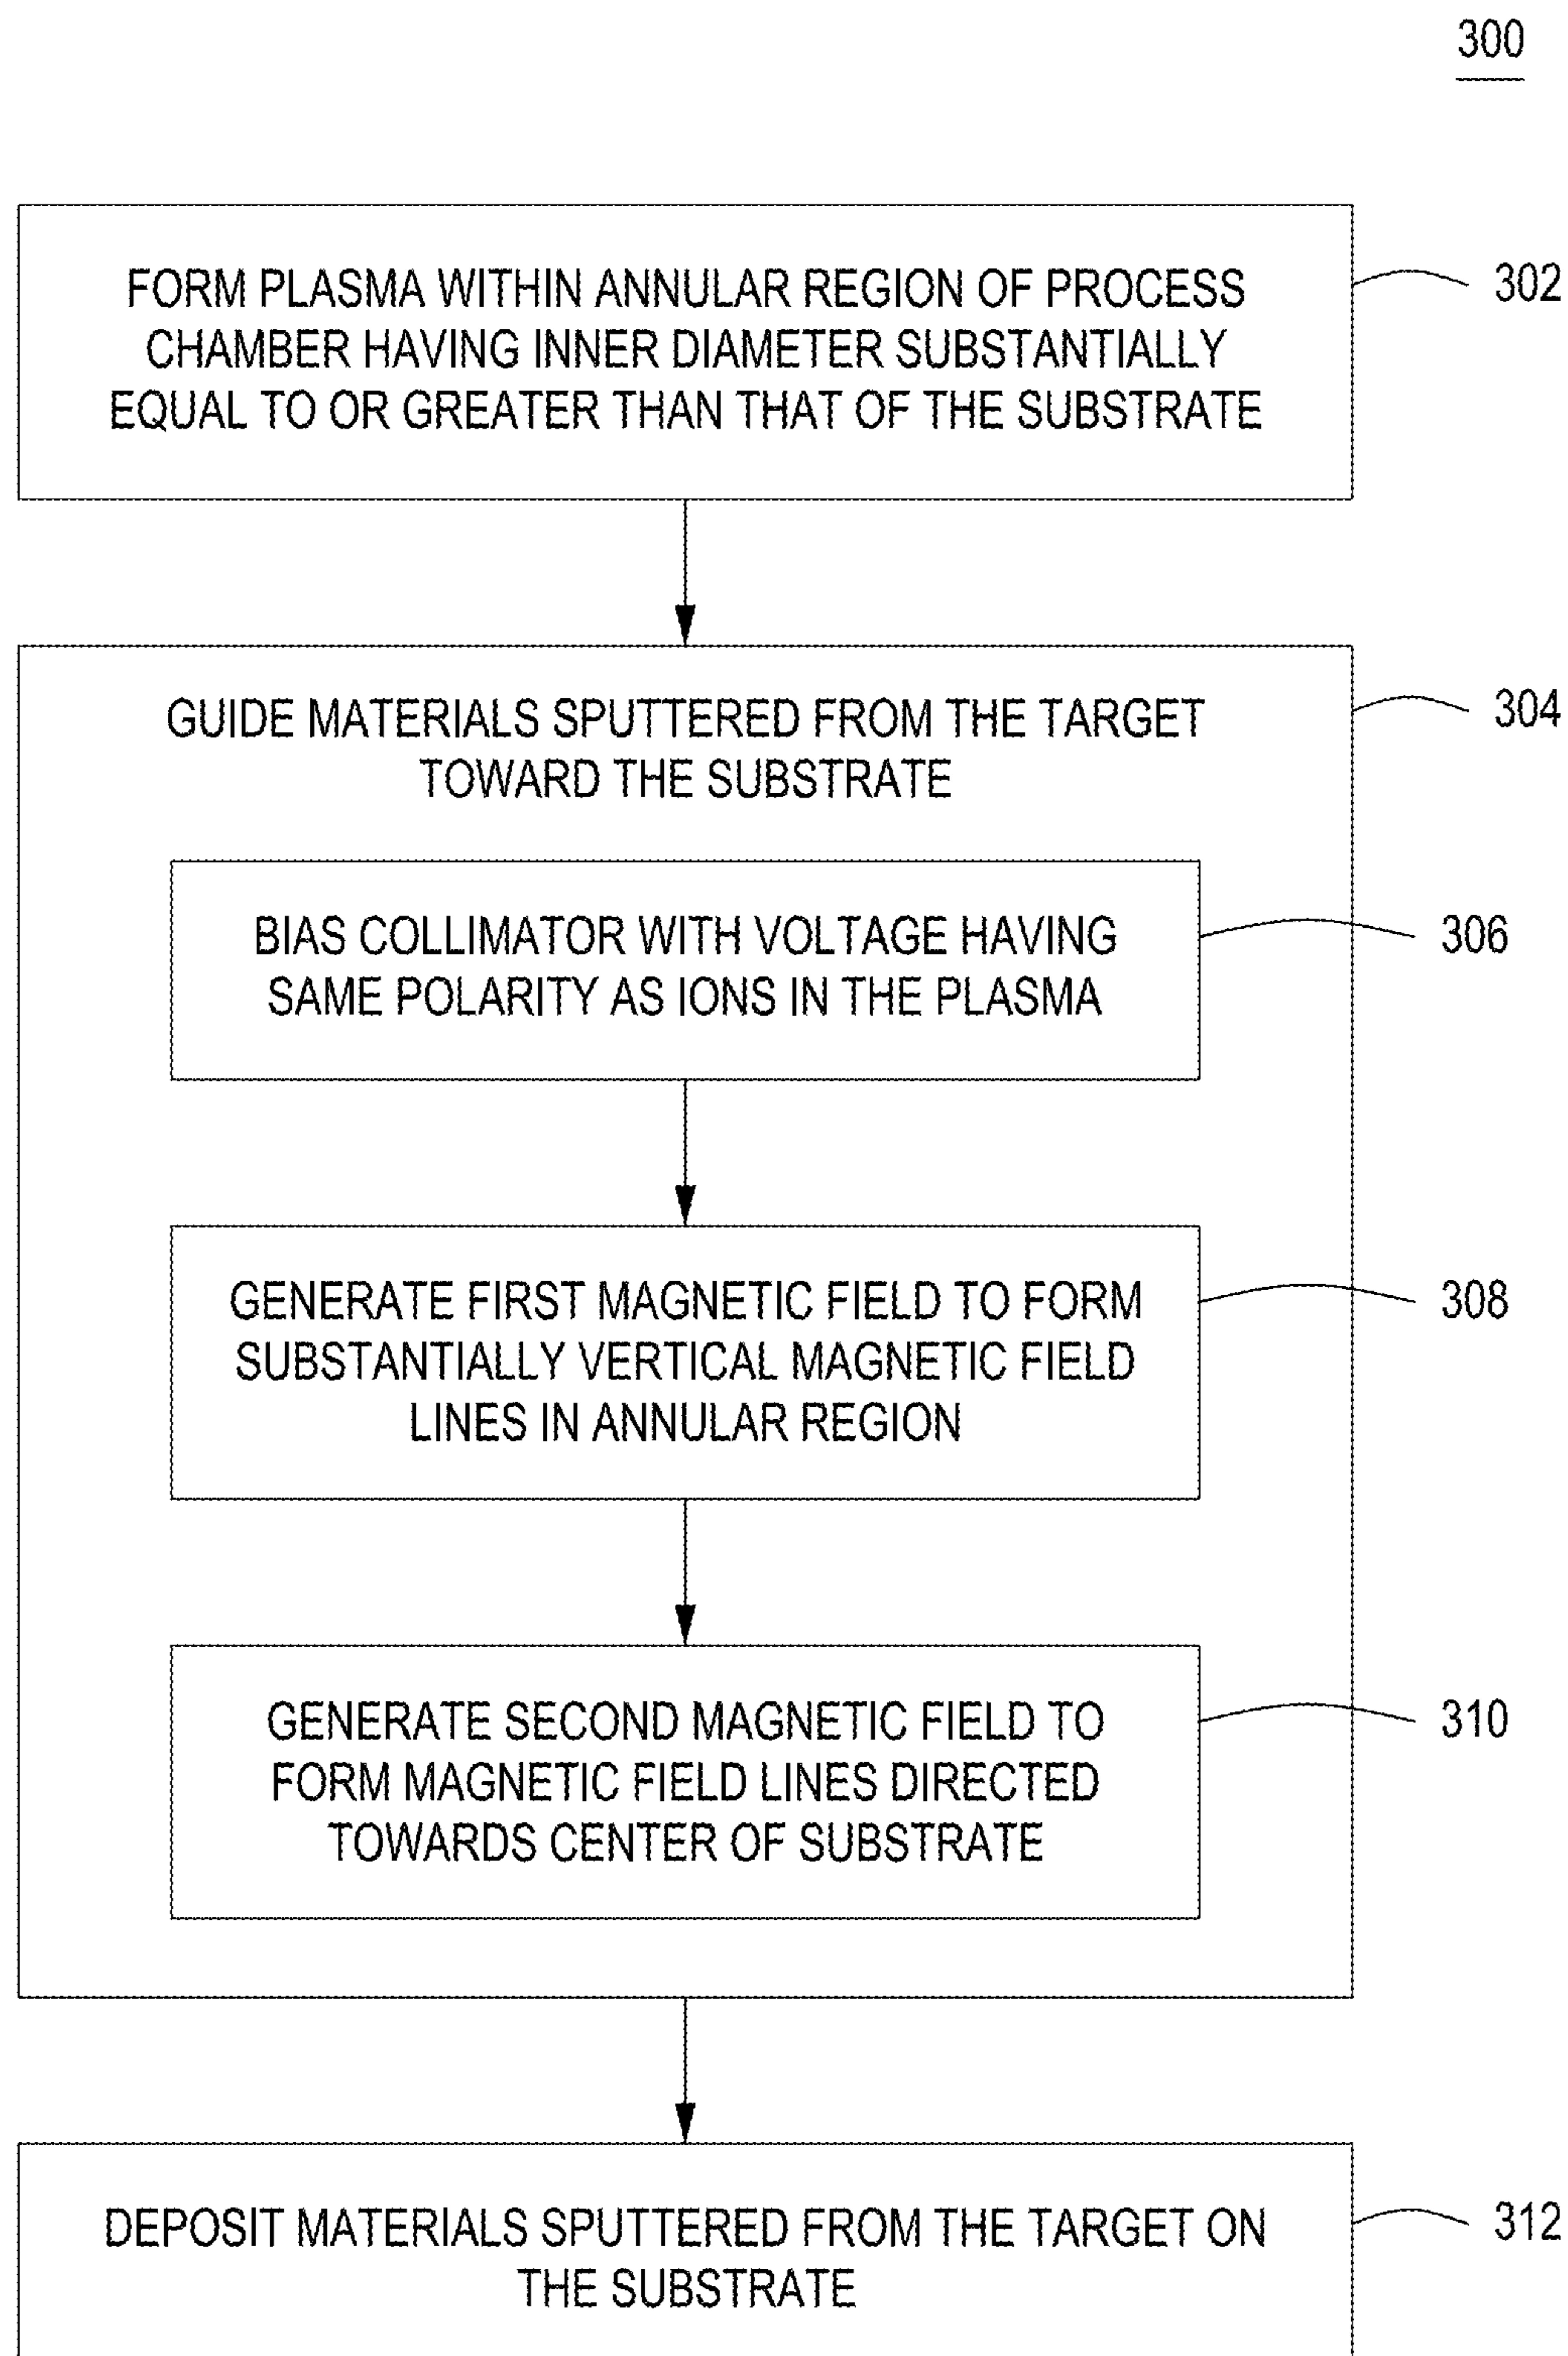 300
FORM PLASMA WITHIN ANNULAR REGION OF PROCESS
CHAMBER HAVING INNER DIAMETER SUBSTANTIALLY
EQUAL TO OR GREATER THAN THAT OF THE SUBSTRATE
302
GUIDE MATERIALS SPUTTERED FROM THE TARGET
TOWARD THE SUBSTRATE
304
BIAS COLLIMATOR WITH VOLTAGE HAVING
SAME POLARITY AS IONS IN THE PLASMA
306
GENERATE FIRST MAGNETIC FIELD TO FORM
SUBSTANTIALLY VERTICAL MAGNETIC FIELD
LINES IN ANNULAR REGION
308
GENERATE SECOND MAGNETIC FIELD TO
FORM MAGNETIC FIELD LINES DIRECTED
TOWARDS CENTER OF SUBSTRATE
310
DEPOSIT MATERIALS SPUTTERED FROM THE TARGET ON
THE SUBSTRATE
312